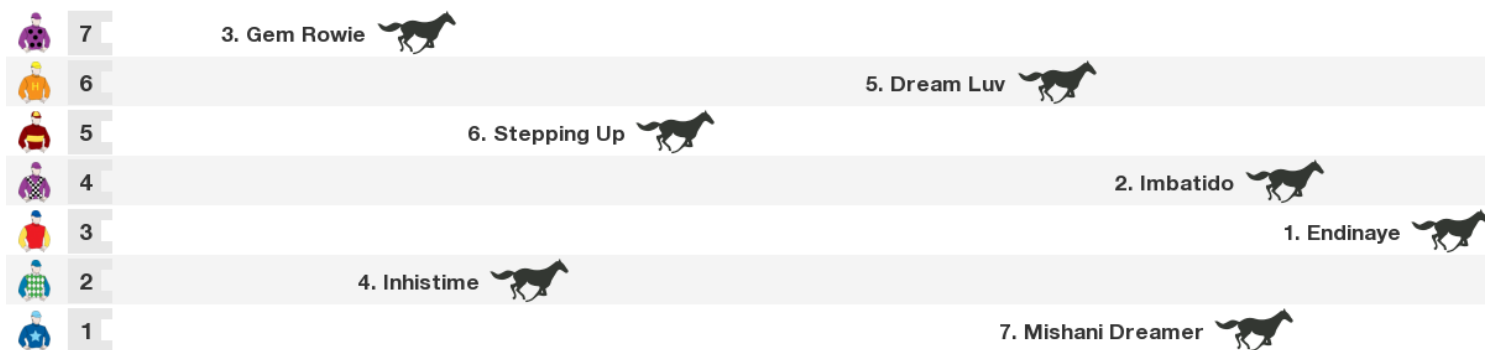 7 3. Gem Rowie
H 6 5. Dream Luv
5 6. Stepping Up
4 2. Imbatido
3 1. Endinaye
2 4. Inhistime
1 7. Mishani Dreamer